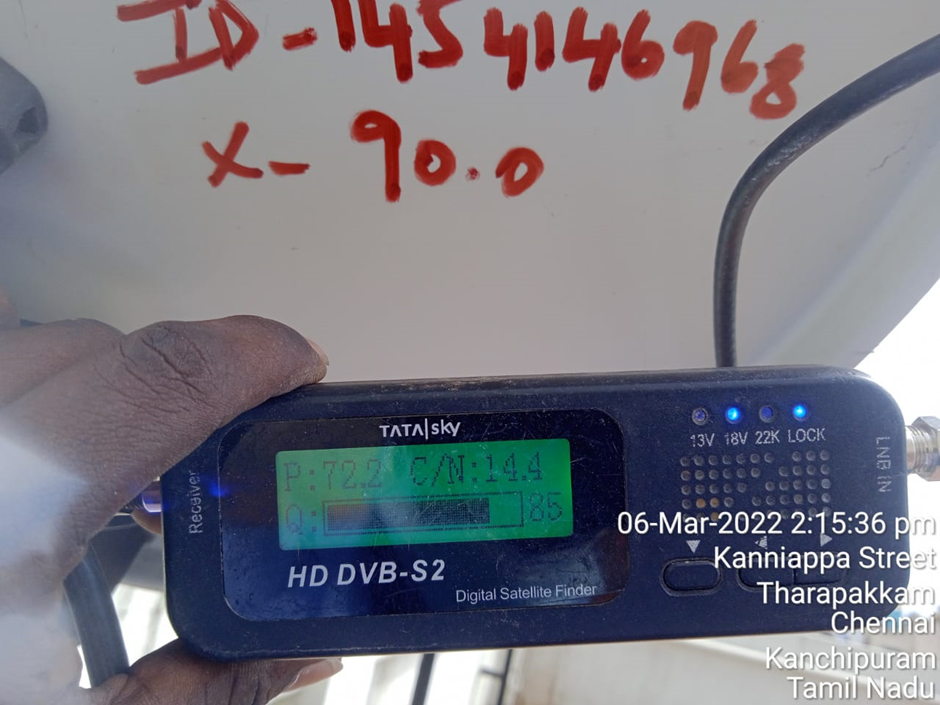 ID - 1454146968
X - 90.0
TATA|sky
P:72.2 C/N:14.4
Q: 85
HD DVB-S2
Digital Satellite Finder
Receiver
13V 18V 22K LOCK
LNB IN
06-Mar-2022 2:15:36 pm
Kanniappa Street
Tharapakkam
Chennai
Kanchipuram
Tamil Nadu